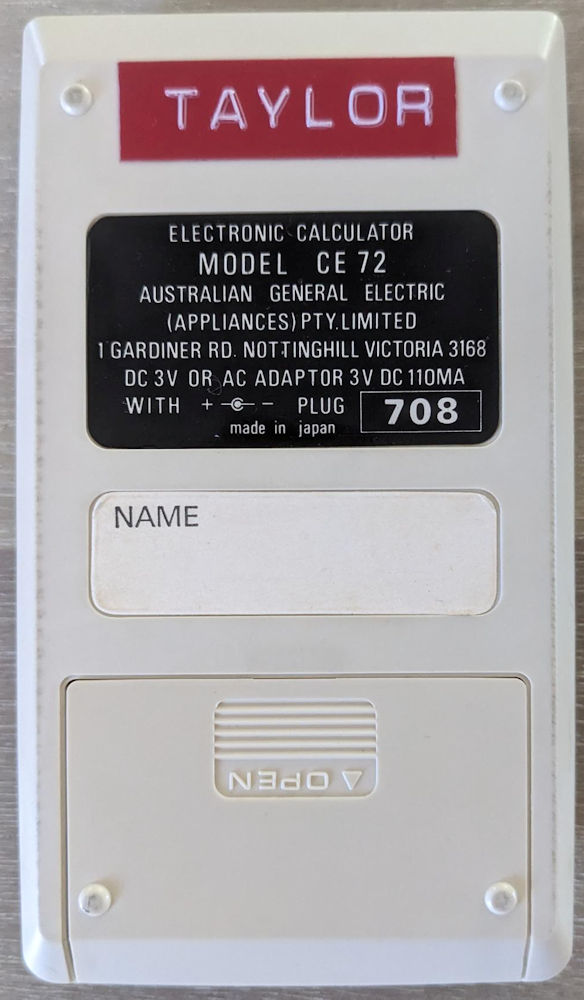 TAYLOR
ELECTRONIC CALCULATOR
MODEL CE 72
AUSTRALIAN GENERAL ELECTRIC
(APPLIANCES) PTY. LIMITED
1 GARDINER RD. NOTTINGHILL VICTORIA 3168
DC 3V OR AC ADAPTOR 3V DC 110MA
WITH + − PLUG 708
made in japan
NAME
△ OPEN